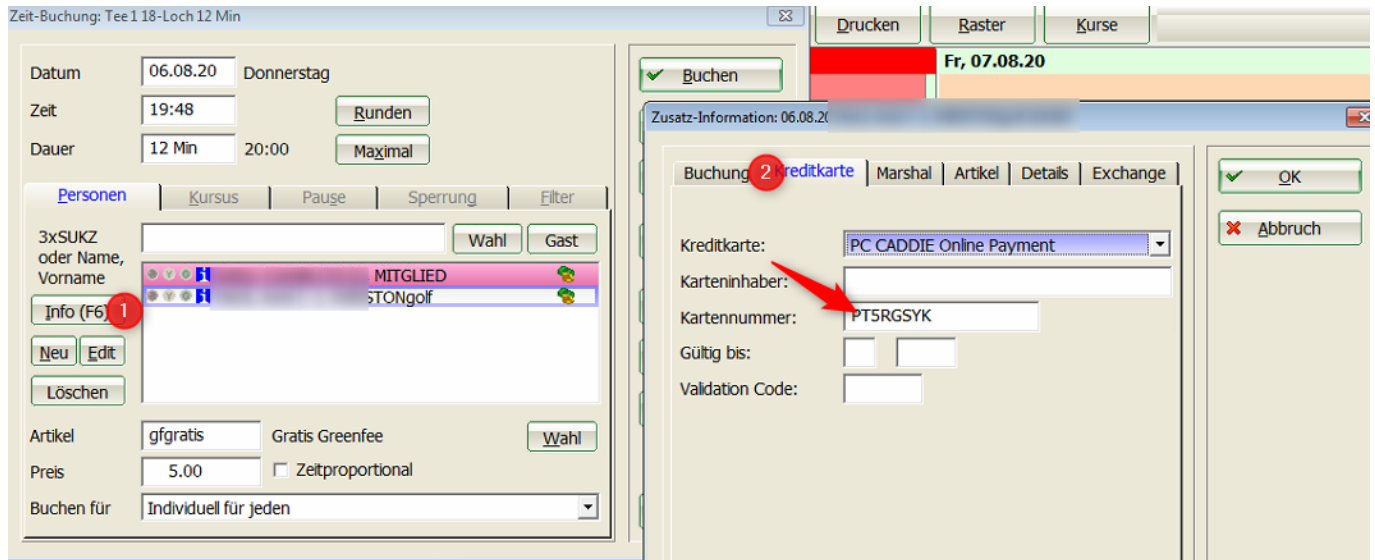 Zeit-Buchung: Tee 1 18-Loch 12 Min
Datum 06.08.20 Donnerstag
Zeit 19:48 Runden
Dauer 12 Min 20:00 Maximal
Personen Kursus Pause Sperrung Filter
3xSUKZ
oder Name,
Vorname
Wahl Gast
MITGLIED
STONgolf
Info (F6) 1
Neu Edit
Löschen
Artikel gfgratis Gratis Greenfee Wahl
Preis 5.00 Zeitproportional
Buchen für Individuell für jeden
Buchen
Drucken Raster Kurse
Fr, 07.08.20
Zusatz-Information: 06.08.20
Buchung 2 Kreditkarte Marshal Artikel Details Exchange
Kreditkarte: PC CADDIE Online Payment
Karteninhaber:
Kartennummer: PT5RGSYK
Gültig bis:
Validation Code:
OK
Abbruch